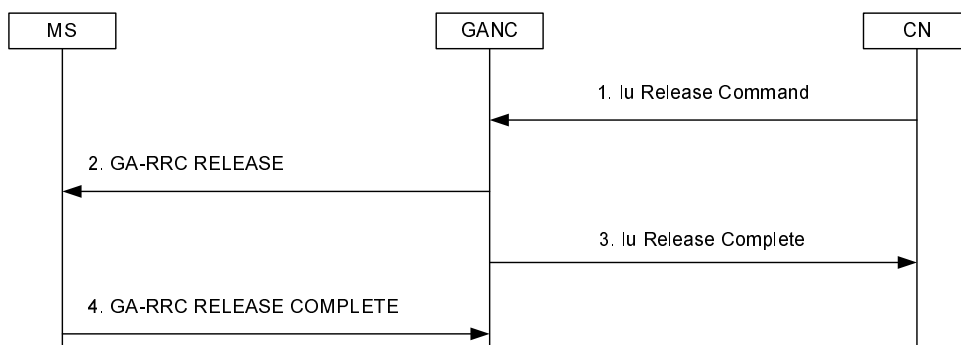 MS
GANC
CN
1. Iu Release Command
2. GA-RRC RELEASE
3. Iu Release Complete
4. GA-RRC RELEASE COMPLETE